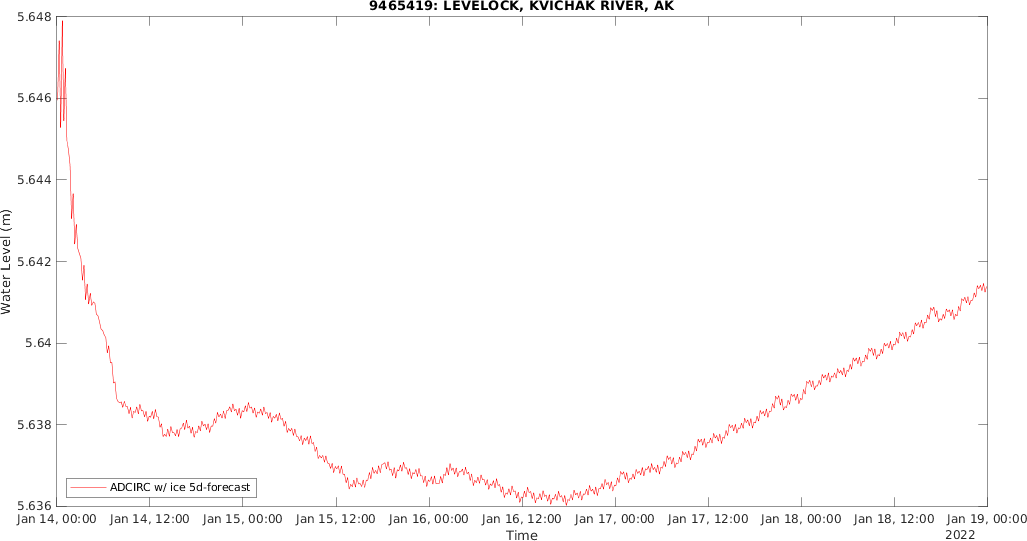 9465419: LEVELOCK, KVICHAK RIVER, AK
5.648
5.646
5.644
5.642
5.64
5.638
5.636
Water Level (m)
ADCIRC w/ ice 5d-forecast
Jan 14, 00:00 Jan 14, 12:00 Jan 15, 00:00 Jan 15, 12:00 Jan 16, 00:00 Jan 16, 12:00 Jan 17, 00:00 Jan 17, 12:00 Jan 18, 00:00 Jan 18, 12:00 Jan 19, 00:00
Time
2022